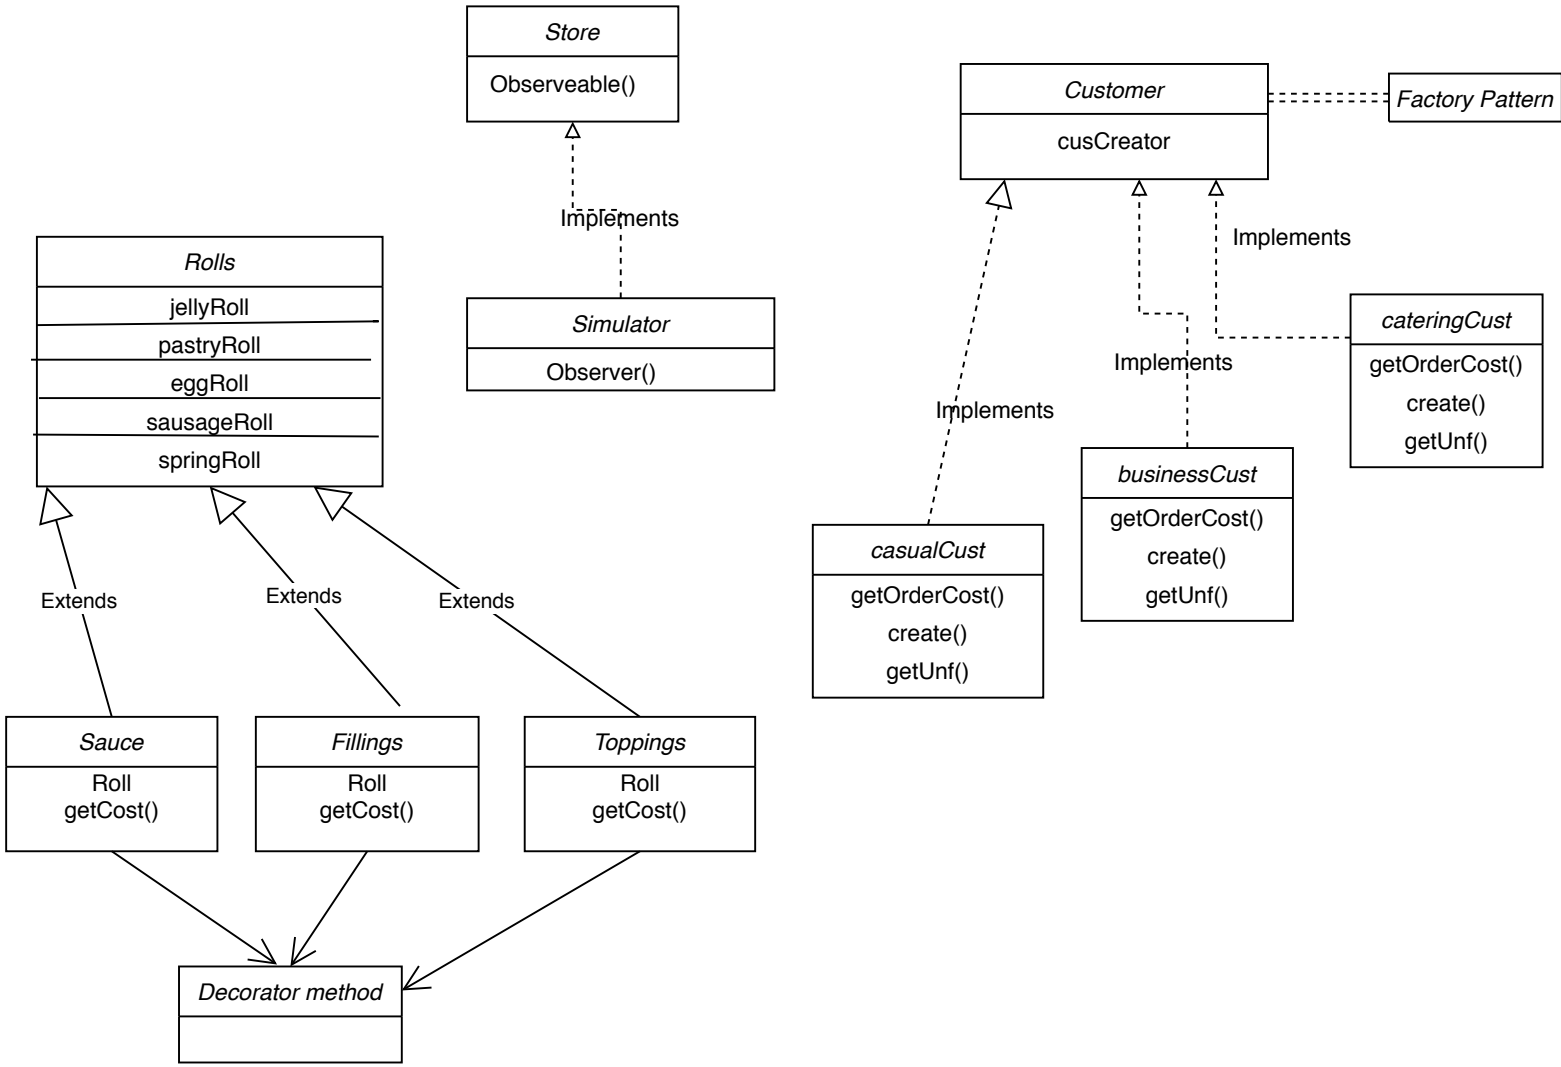 Store
Observeable()
Implements
Simulator
Observer()
Customer
cusCreator
Factory Pattern
Implements
Implements
Implements
cateringCust
getOrderCost()
create()
getUnf()
businessCust
getOrderCost()
create()
getUnf()
casualCust
getOrderCost()
create()
getUnf()
Rolls
jellyRoll
pastryRoll
eggRoll
sausageRoll
springRoll
Extends
Extends
Extends
Sauce
Roll
getCost()
Fillings
Roll
getCost()
Toppings
Roll
getCost()
Decorator method